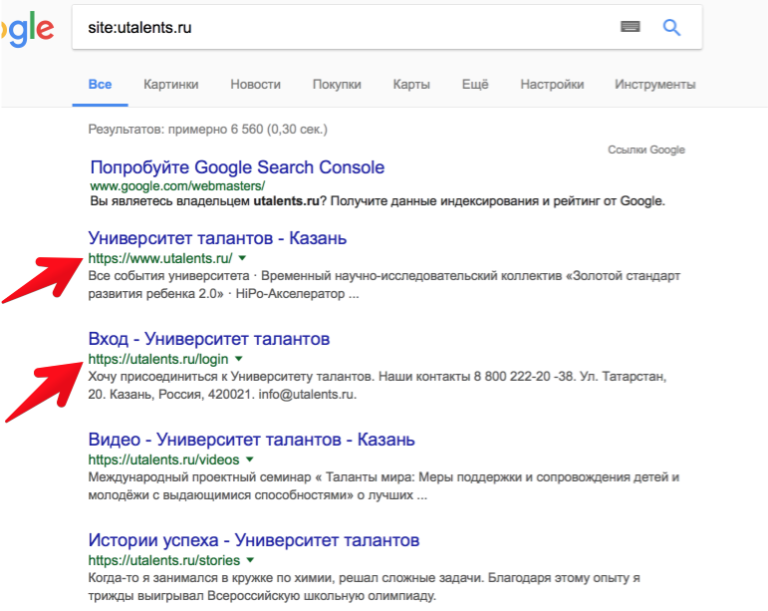 gle
site:utalents.ru
Все Картинки Новости Покупки Карты Ещё Настройки Инструменты
Результатов: примерно 6 560 (0,30 сек.)
Ссылки Google
Попробуйте Google Search Console
www.google.com/webmasters/
Вы являетесь владельцем utalents.ru? Получите данные индексирования и рейтинг от Google.
Университет талантов - Казань
https://www.utalents.ru/
Все события университета · Временный научно-исследовательский коллектив «Золотой стандарт
развития ребенка 2.0» · HiPo-Акселератор ...
Вход - Университет талантов
https://utalents.ru/login
Хочу присоединиться к Университету талантов. Наши контакты 8 800 222-20 -38. Ул. Татарстан,
20. Казань, Россия, 420021. info@utalents.ru.
Видео - Университет талантов - Казань
https://utalents.ru/videos
Международный проектный семинар « Таланты мира: Меры поддержки и сопровождения детей и
молодёжи с выдающимися способностями» о лучших ...
Истории успеха - Университет талантов
https://utalents.ru/stories
Когда-то я занимался в кружке по химии, решал сложные задачи. Благодаря этому опыту я
трижды выигрывал Всероссийскую школьную олимпиаду.